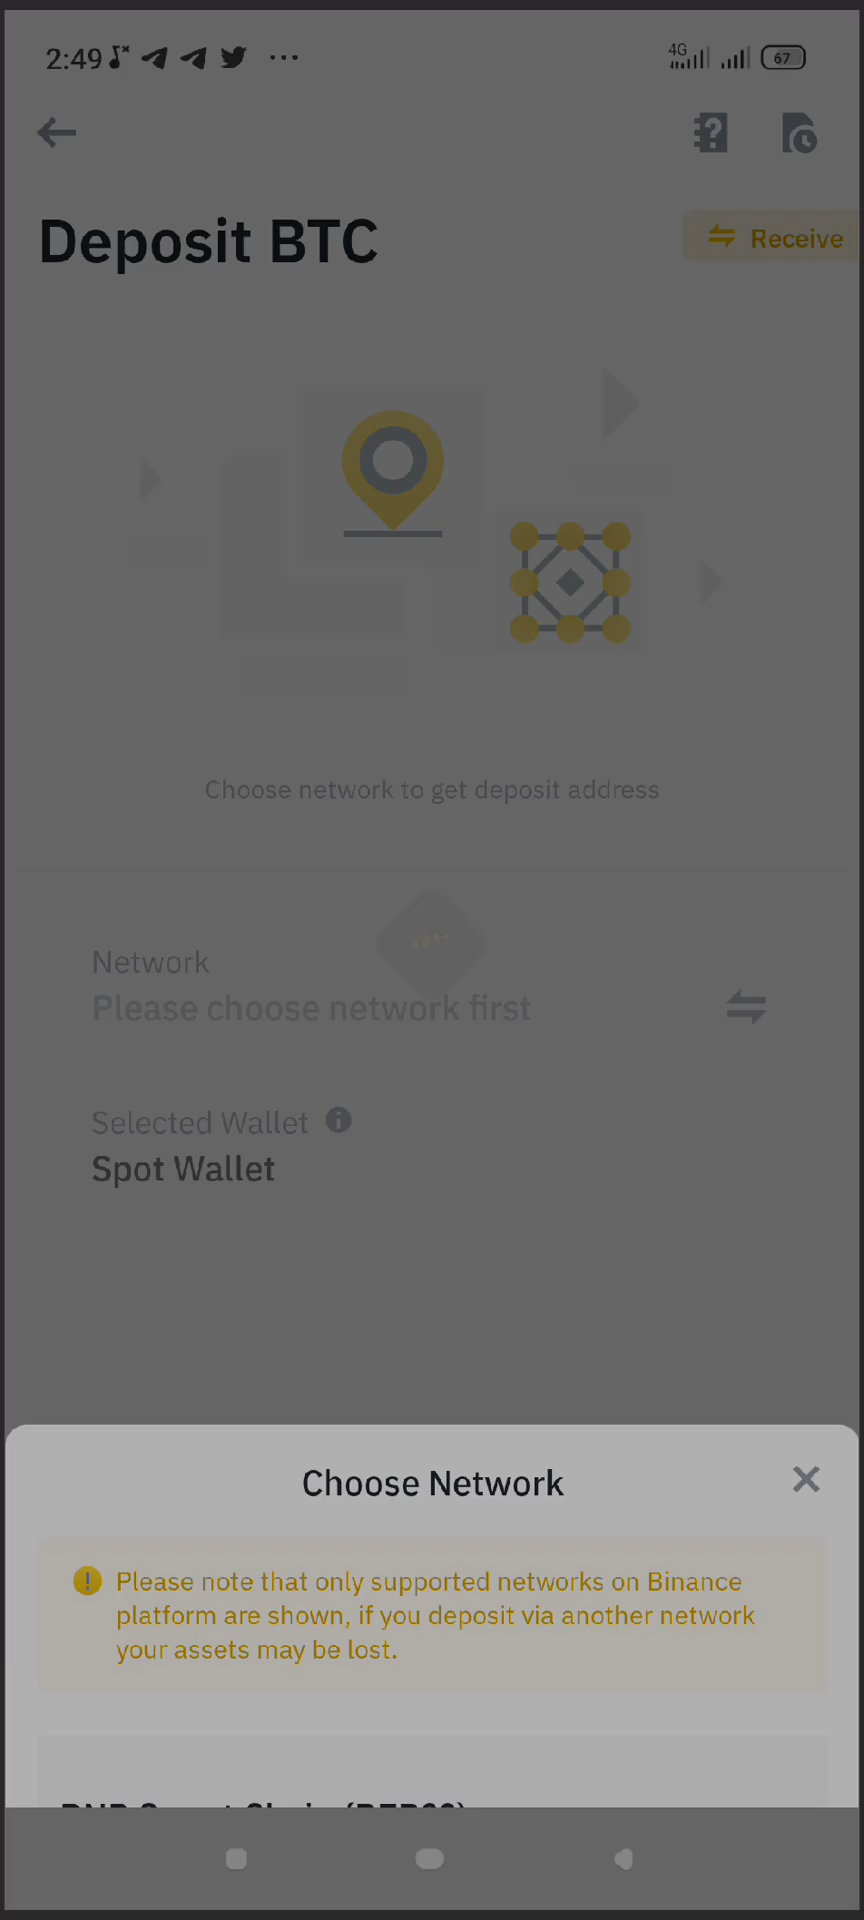 2:49
4G
67
Deposit BTC
Receive
Choose network to get deposit address
Network
Please choose network first
Selected Wallet
Spot Wallet
Choose Network
Please note that only supported networks on Binance
platform are shown, if you deposit via another network
your assets may be lost.